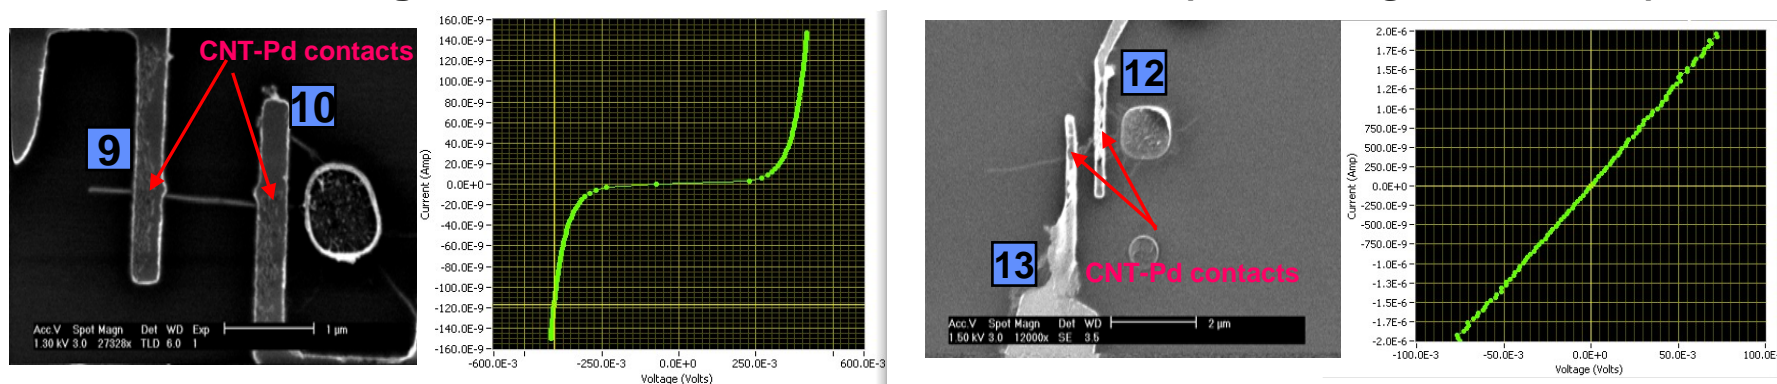 CNT-Pd contacts
9
10
Acc.V Spot Magn Det WD Exp
1.30 kV 3.0 27328x TLD 6.0 1
1 µm
160.0E-9
140.0E-9
120.0E-9
100.0E-9
80.0E-9
60.0E-9
40.0E-9
20.0E-9
0.0E+0
-20.0E-9
-40.0E-9
-60.0E-9
-80.0E-9
-100.0E-9
-120.0E-9
-140.0E-9
-160.0E-9
Current (Amp)
-600.0E-3 -250.0E-3 0.0E+0 250.0E-3 600.0E-3
Voltage (Volts)
12
13
CNT-Pd contacts
Acc.V Spot Magn Det WD
1.50 kV 3.0 12000x SE 3.5
2 µm
2.0E-6
1.7E-6
1.5E-6
1.2E-6
1.0E-6
750.0E-9
500.0E-9
250.0E-9
0.0E+0
-250.0E-9
-500.0E-9
-750.0E-9
-1.0E-6
-1.3E-6
-1.5E-6
-1.7E-6
-2.0E-6
Current (Amp)
-100.0E-3 -50.0E-3 0.0E+0 50.0E-3 100.0E
Voltage (Volts)